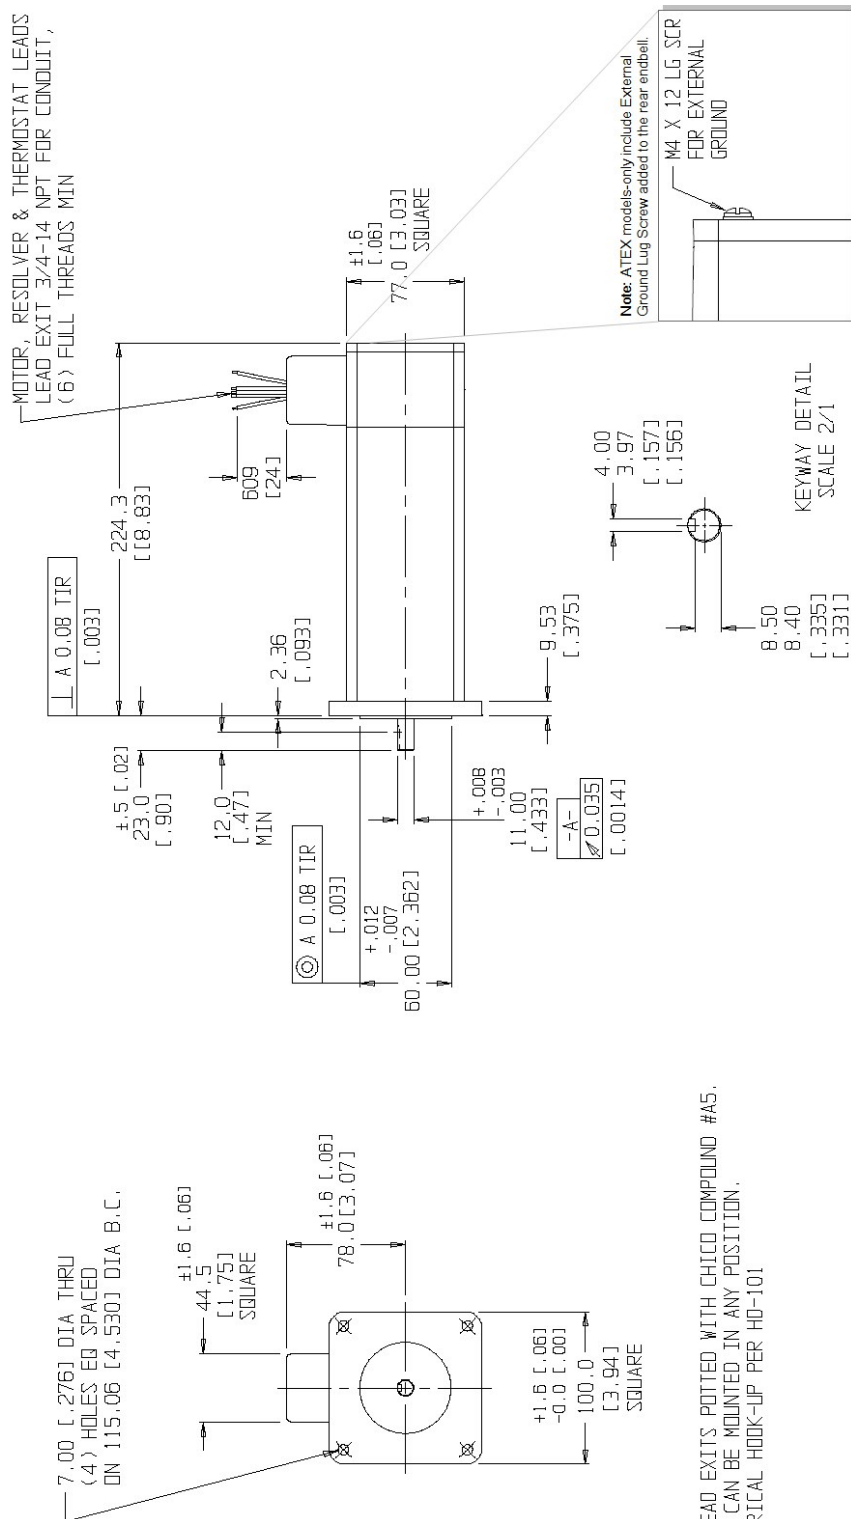 7.00 [.276] DIA THRU
(4) HOLES EQ SPACED
ON 115.06 [4.530] DIA B.C.
±1.6 [.06]
44.5
[1.75]
SQUARE
±1.6 [.06]
78.0 [3.07]
+1.6 [.06]
-0.0 [.00]
100.0
[3.94]
SQUARE
EAD EXITS POTTED WITH CHICO COMPOUND #A5.
CAN BE MOUNTED IN ANY POSITION.
RICAL HOOK-UP PER HD-101
MOTOR, RESOLVER & THERMOSTAT LEADS
LEAD EXIT 3/4-14 NPT FOR CONDUIT,
(6) FULL THREADS MIN
⊥ A 0.08 TIR
[.003]
±.5 [.02]
23.0
[.90]
224.3
[[8.83]
12.0
[.47]
MIN
2.36
[.093]
609
[24]
◎ A 0.08 TIR
[.003]
+.012
-.007
60.00 [2.362]
±1.6
[.06]
77.0 [3.03]
SQUARE
+.008
-.003
11.00
[.433]
-A-
↗ 0.035
[.0014]
9.53
[.375]
4.00
3.97
[.157]
[.156]
8.50
8.40
[.335]
[.331]
KEYWAY DETAIL
SCALE 2/1
Note: ATEX models-only include External
Ground Lug Screw added to the rear endbell.
M4 X 12 LG SCR
FOR EXTERNAL
GROUND